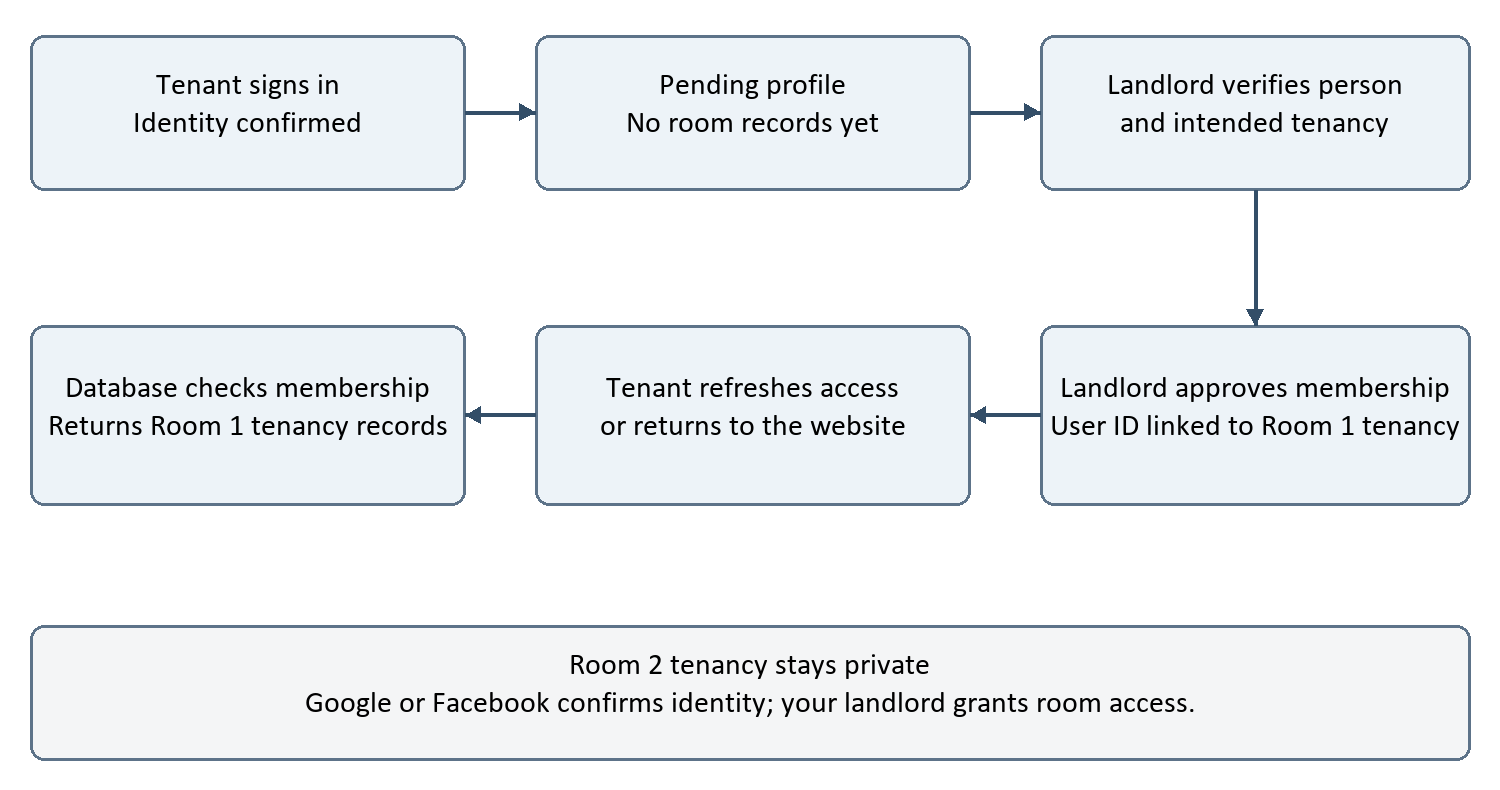 Tenant signs in
Identity confirmed
Pending profile
No room records yet
Landlord verifies person
and intended tenancy
Landlord approves membership
User ID linked to Room 1 tenancy
Tenant refreshes access
or returns to the website
Database checks membership
Returns Room 1 tenancy records
Room 2 tenancy stays private
Google or Facebook confirms identity; your landlord grants room access.